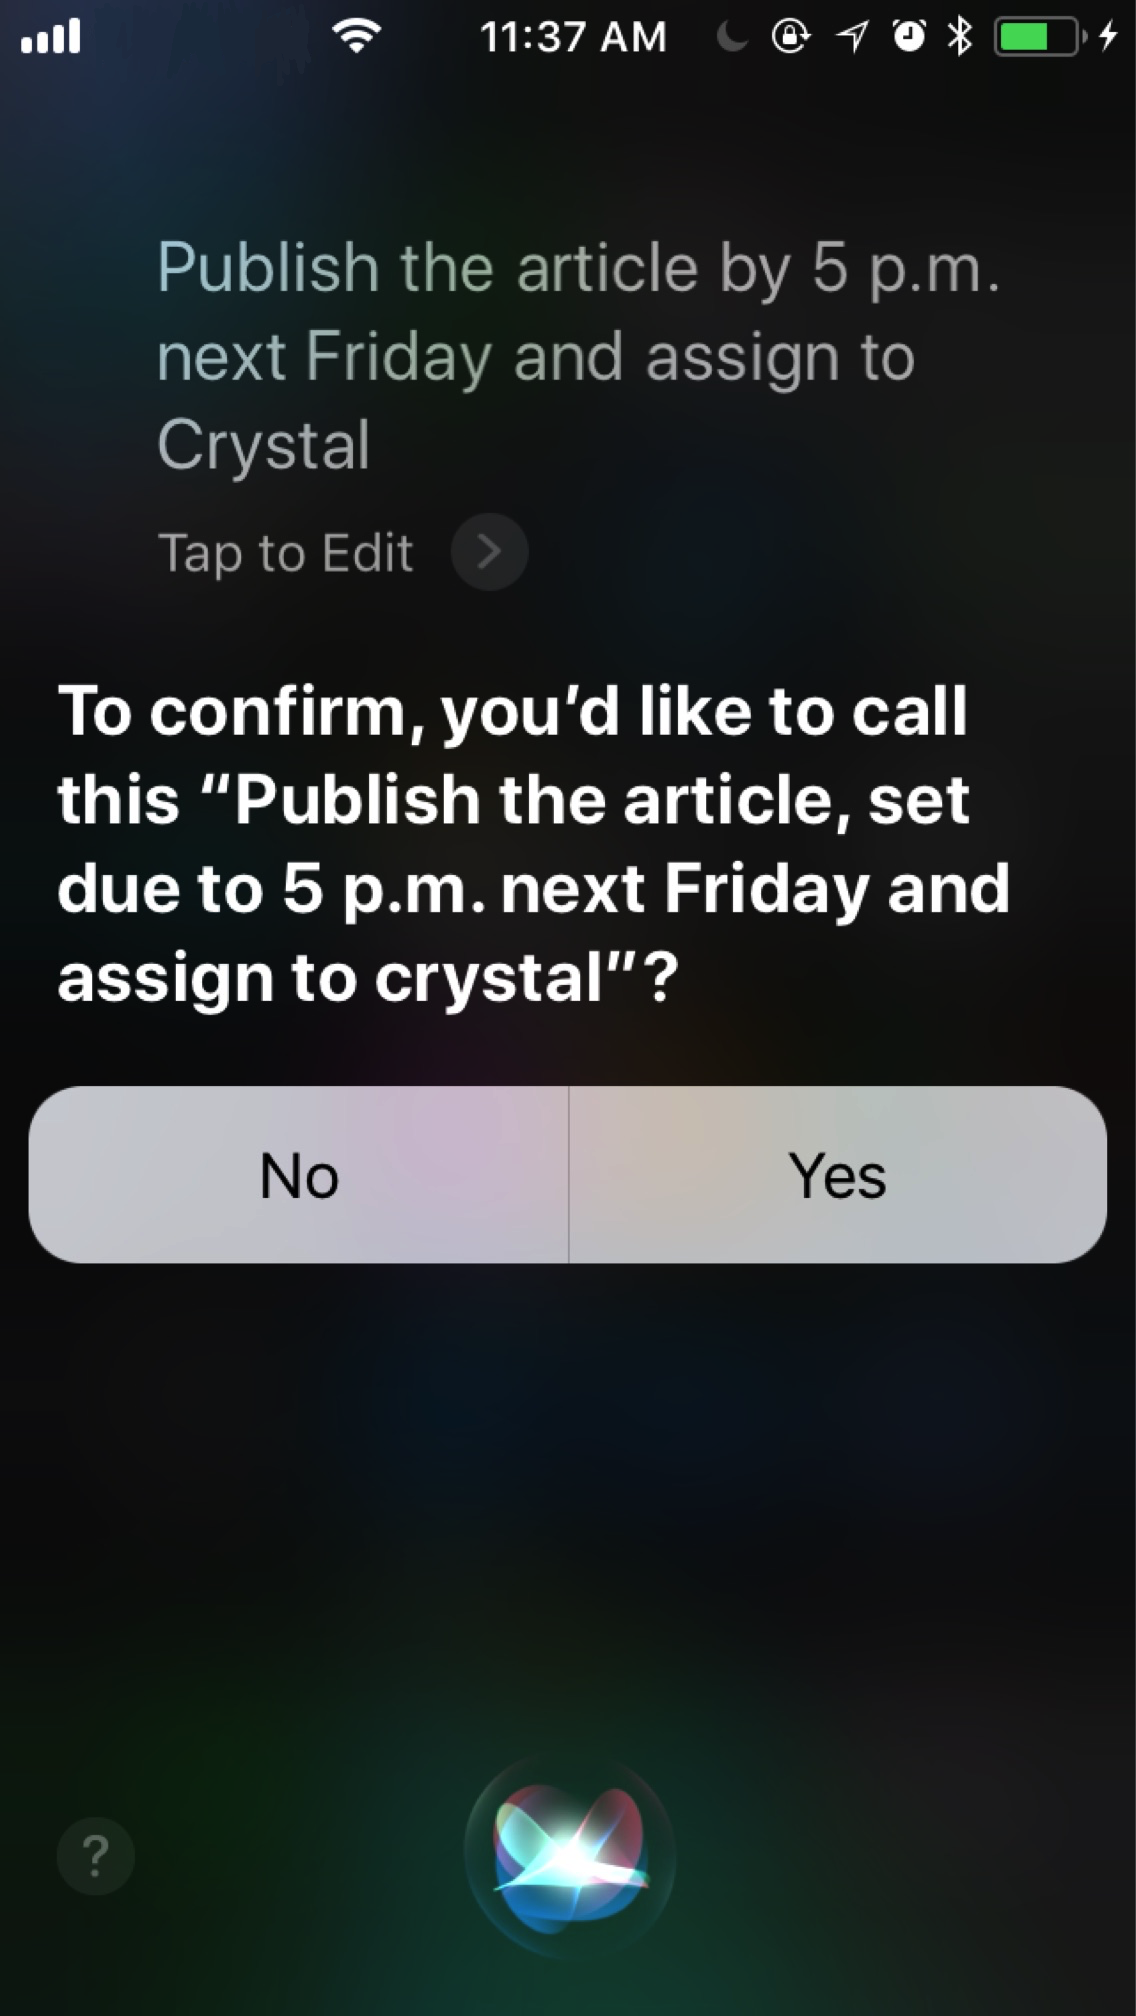 11:37 AM
Publish the article by 5 p.m.
next Friday and assign to
Crystal
Tap to Edit
To confirm, you’d like to call
this “Publish the article, set
due to 5 p.m. next Friday and
assign to crystal”?
No
Yes
?